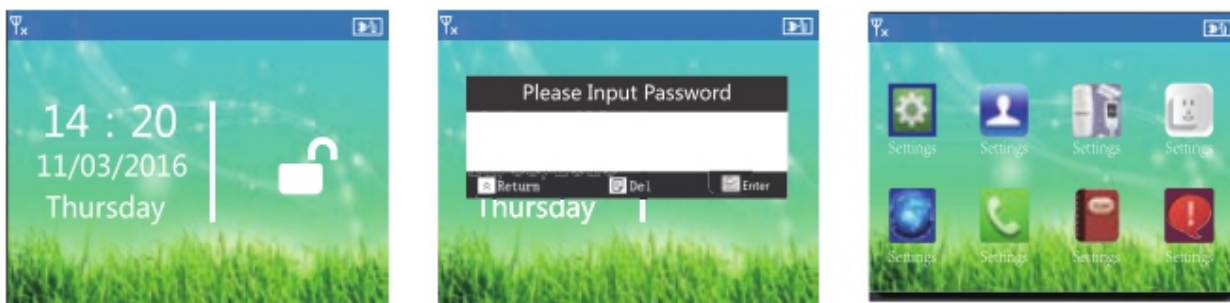 14 : 20
11/03/2016
Thursday
Please Input Password
Return Del Enter
Thursday
Settings Settings Settings Settings
Settings Settings Settings Settings